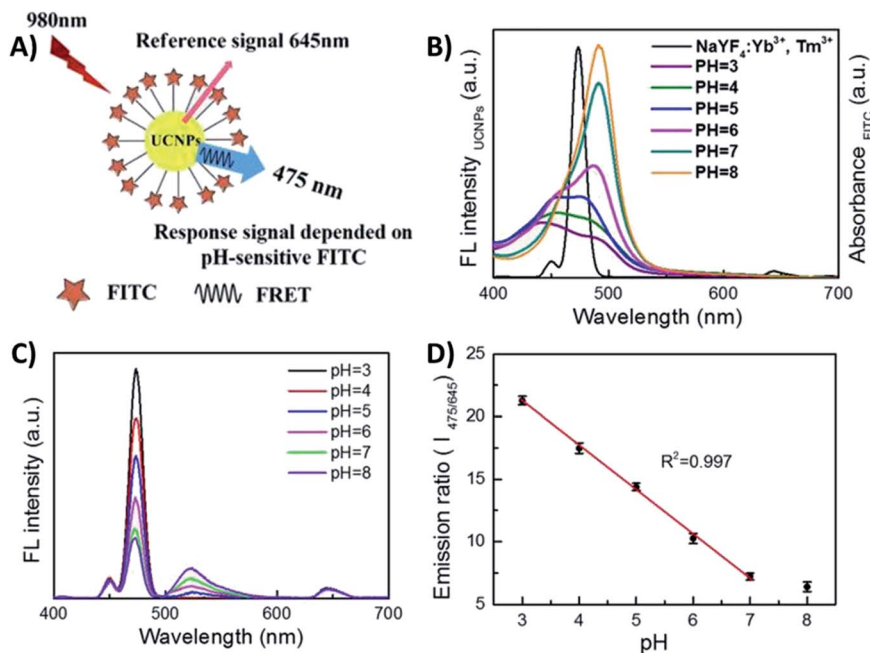 A)
980nm
Reference signal 645nm
UCNPs
FRET
475 nm
Response signal depended on
pH-sensitive FITC
FITC
FRET
B)
FL intensity UCNPs (a.u.)
NaYF4:Yb3+, Tm3+
PH=3
PH=4
PH=5
PH=6
PH=7
PH=8
Absorbance FITC (a.u.)
400 500 600 700
Wavelength (nm)
C)
FL intensity (a.u.)
pH=3
pH=4
pH=5
pH=6
pH=7
pH=8
400 500 600 700
Wavelength (nm)
D)
Emission ratio ( I 475/645)
25
20
15
10
5
R2=0.997
3 4 5 6 7 8
pH